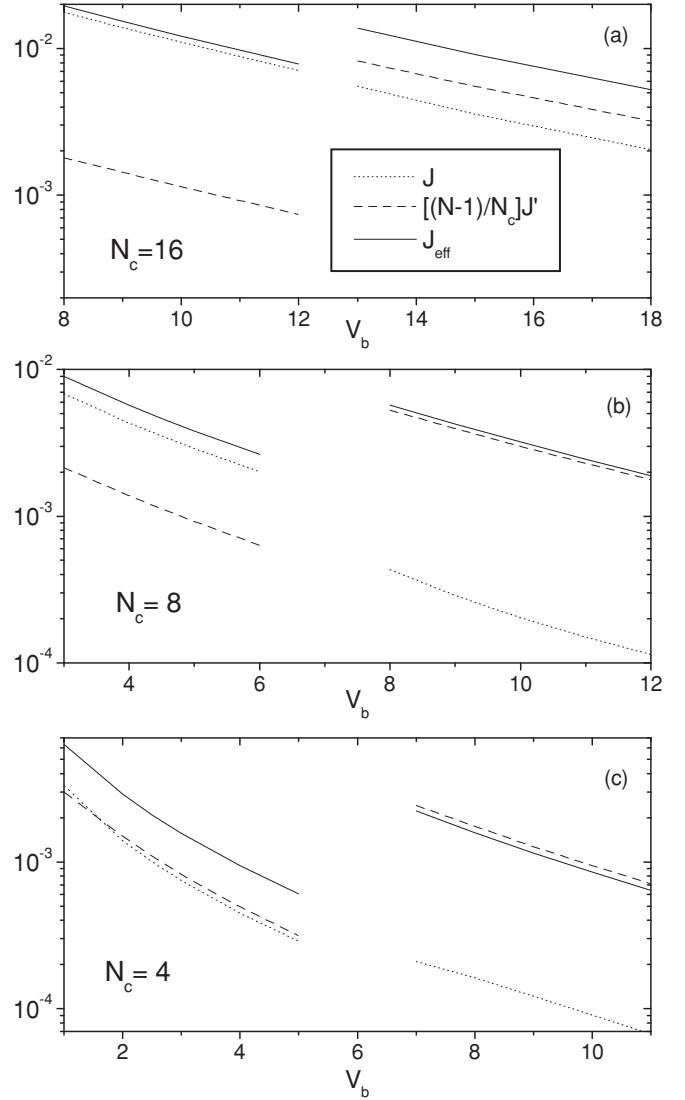 10⁻²
(a)
J
[(N-1)/N_c]J'
J_eff
10⁻³
N_c=16
8 10 12 14 16 18
V_b
10⁻²
(b)
10⁻³
N_c= 8
10⁻⁴
4 6 8 10 12
V_b
(c)
10⁻³
N_c= 4
10⁻⁴
2 4 6 8 10
V_b